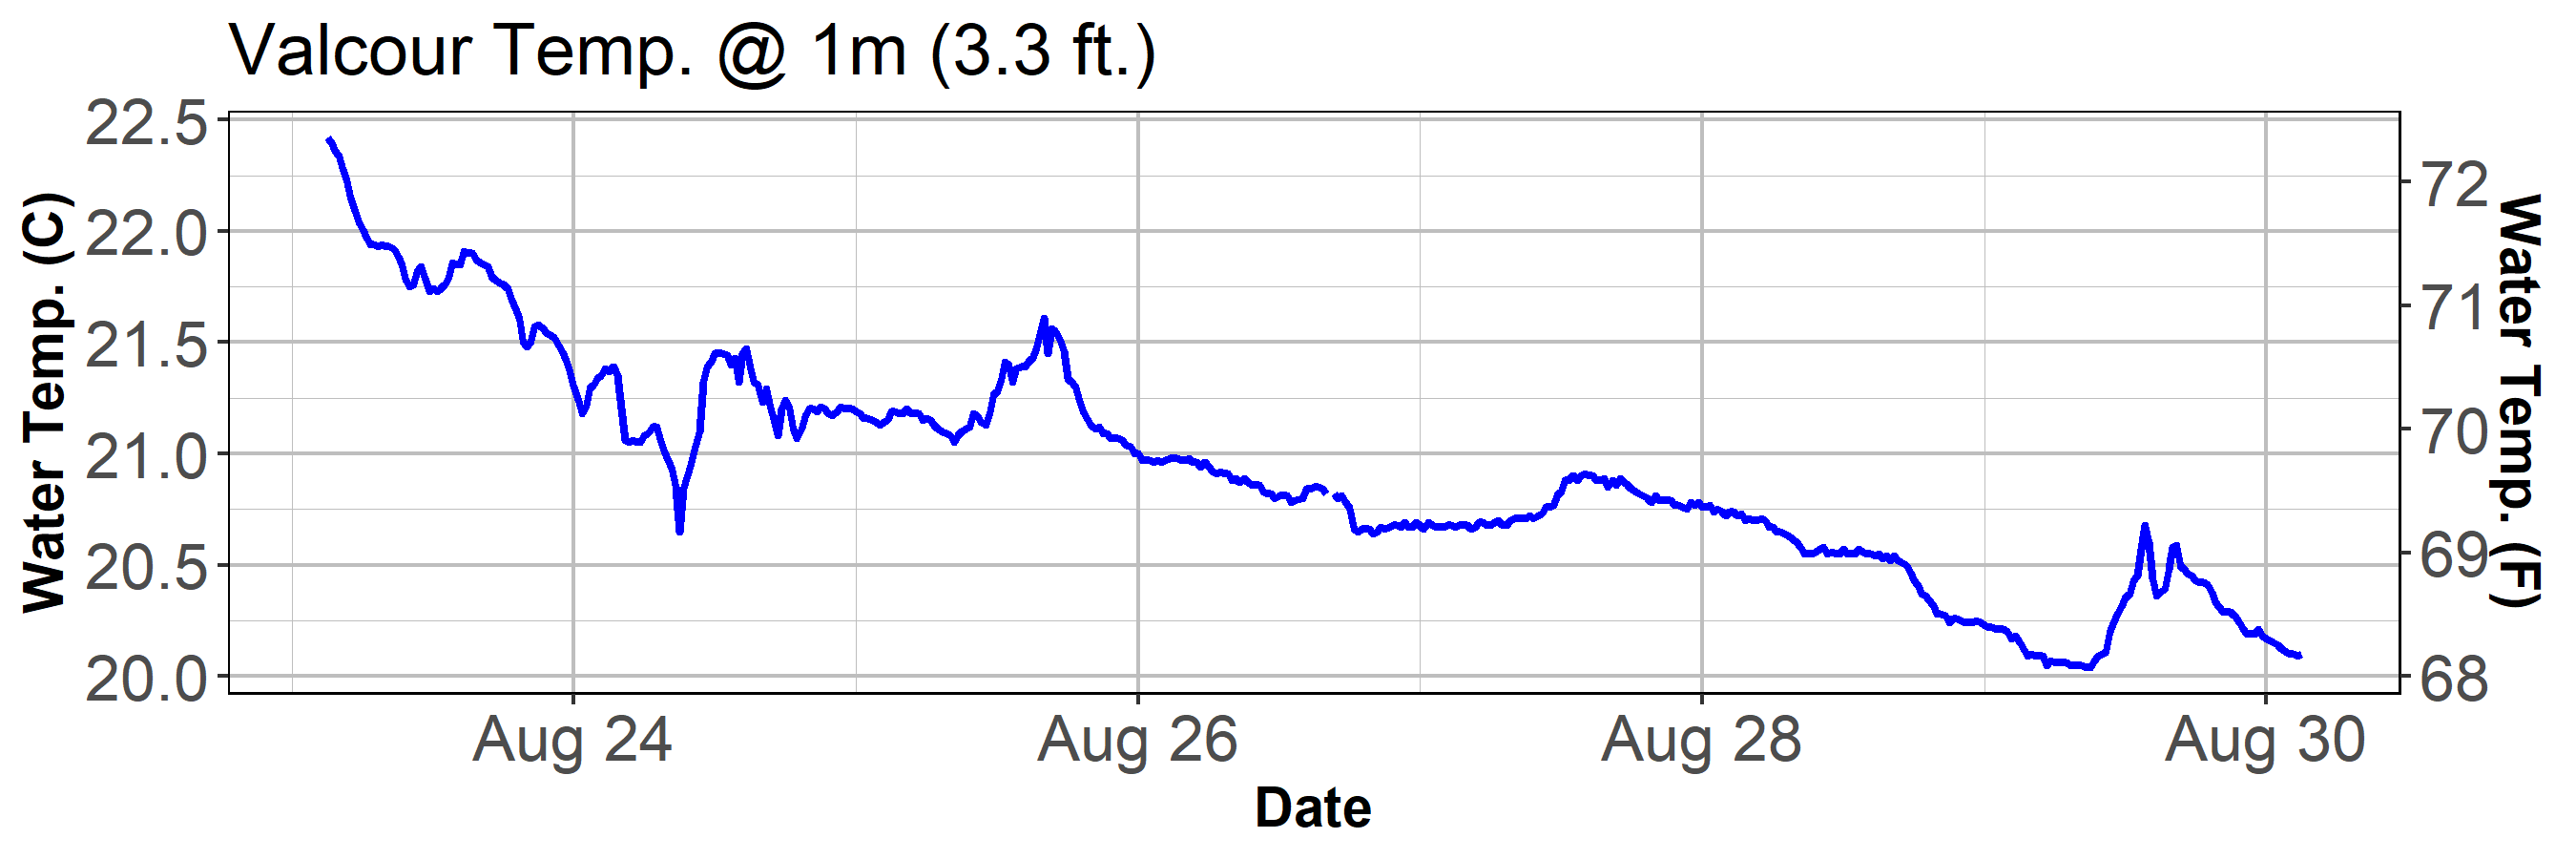 Valcour Temp. @ 1m (3.3 ft.)
Water Temp. (C)
22.5
22.0
21.5
21.0
20.5
20.0
72
71
70
69
68
Water Temp. (F)
Aug 24
Aug 26
Aug 28
Aug 30
Date